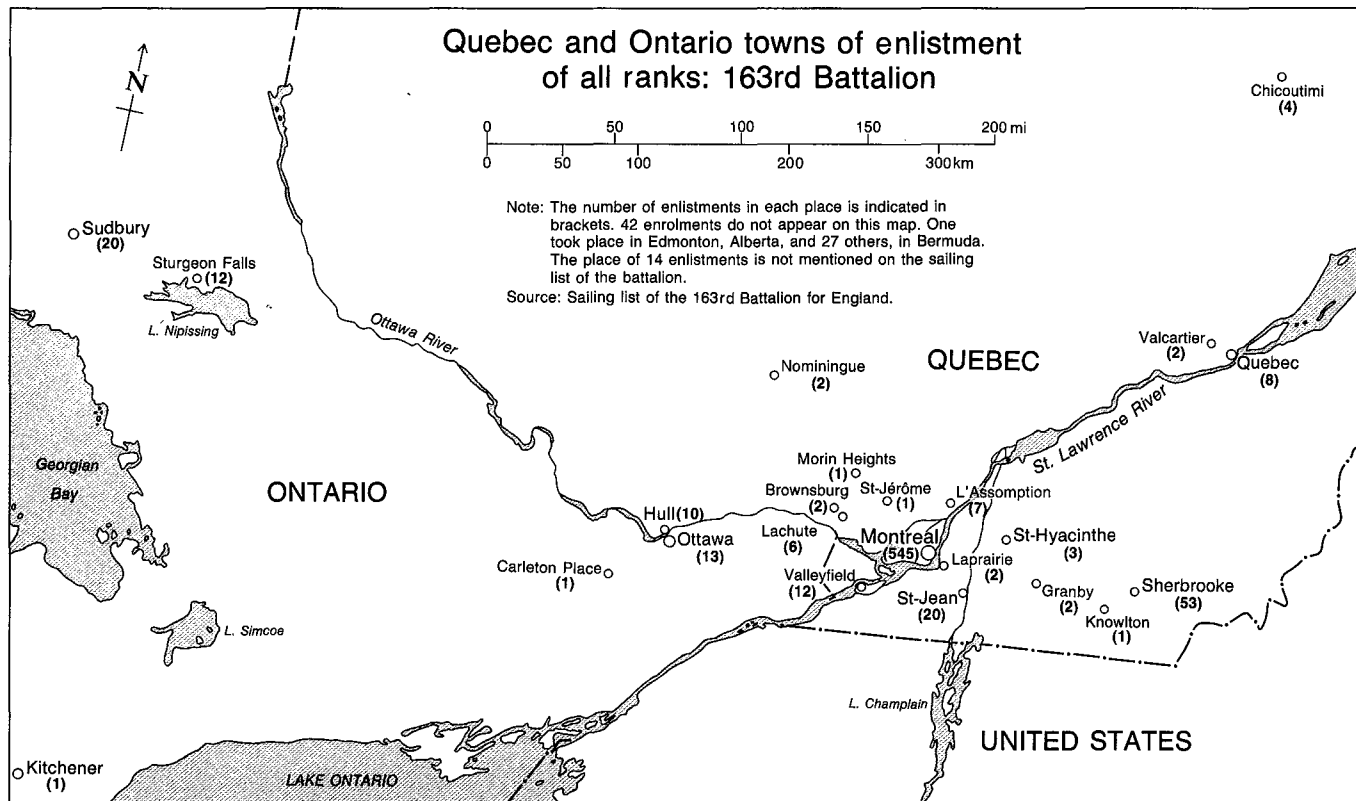 Quebec and Ontario towns of enlistment
of all ranks: 163rd Battalion
N
0 50 100 150 200 mi
0 50 100 200 300 km
Note: The number of enlistments in each place is indicated in
brackets. 42 enrolments do not appear on this map. One
took place in Edmonton, Alberta, and 27 others, in Bermuda.
The place of 14 enlistments is not mentioned on the sailing
list of the battalion.
Source: Sailing list of the 163rd Battalion for England.
Chicoutimi
(4)
Sudbury
(20)
Sturgeon Falls
(12)
L. Nipissing
Ottawa River
Nominingue
(2)
QUEBEC
Valcartier
(2)
Quebec
(8)
St. Lawrence River
Georgian
Bay
ONTARIO
Morin Heights
(1)
Brownsburg
(2)
St-Jérôme
(1)
L'Assomption
(7)
Hull (10)
Ottawa
(13)
Lachute
(6)
Montreal
(545)
St-Hyacinthe
(3)
Carleton Place
(1)
Valleyfield
(12)
Laprairie
(2)
St-Jean
(20)
Granby
(2)
Knowlton
(1)
Sherbrooke
(53)
L. Simcoe
L. Champlain
UNITED STATES
Kitchener
(1)
LAKE ONTARIO